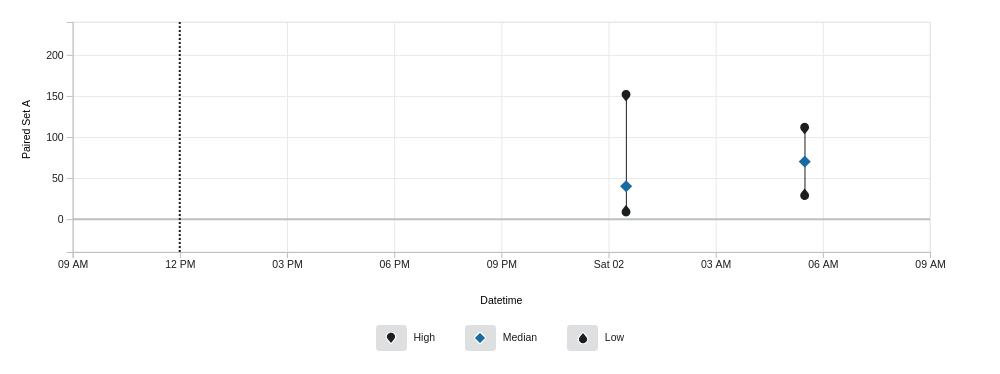 Paired Set A
200
150
100
50
0
09 AM 12 PM 03 PM 06 PM 09 PM Sat 02 03 AM 06 AM 09 AM
Datetime
High Median Low